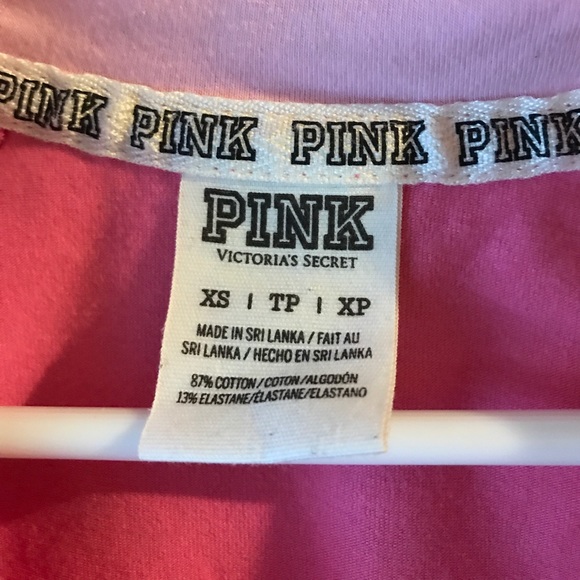 PINK PINK PINK PINK
PINK
VICTORIA'S SECRET
XS | TP | XP
MADE IN SRI LANKA / FAIT AU
SRI LANKA / HECHO EN SRI LANKA
87% COTTON/COTON/ALGODÓN
13% ELASTANE/ÉLASTANE/ELASTANO